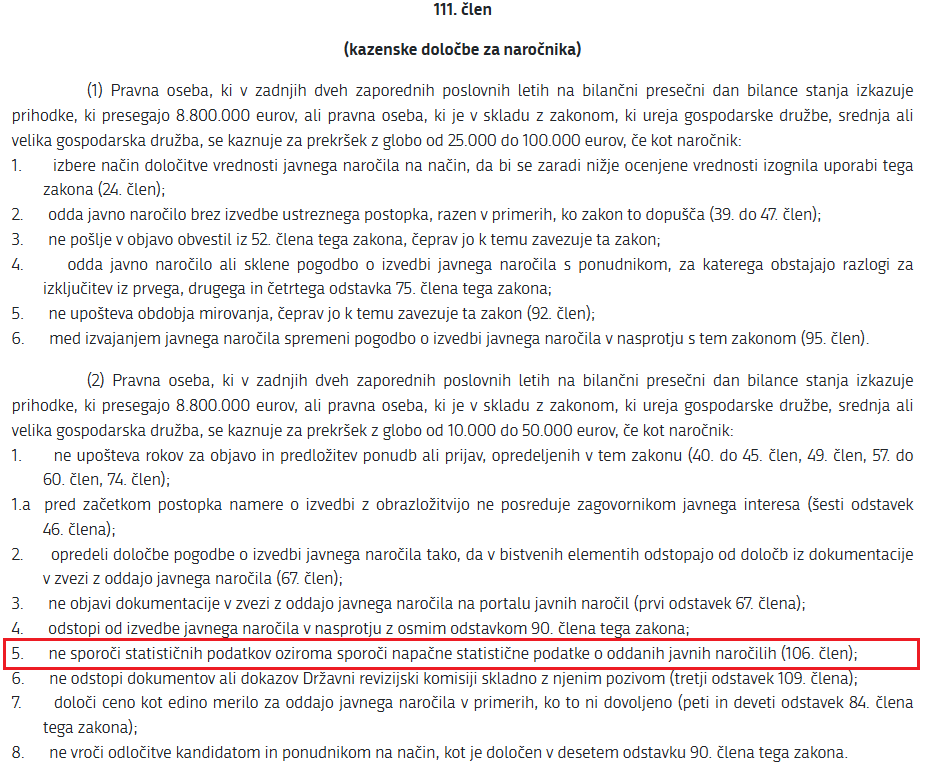 111. člen
(kazenske določbe za naročnika)
(1) Pravna oseba, ki v zadnjih dveh zaporednih poslovnih letih na bilančni presečni dan bilance stanja izkazuje
prihodke, ki presegajo 8.800.000 eurov, ali pravna oseba, ki je v skladu z zakonom, ki ureja gospodarske družbe, srednja ali
velika gospodarska družba, se kaznuje za prekršek z globo od 25.000 do 100.000 eurov, če kot naročnik:
1. izbere način določitve vrednosti javnega naročila na način, da bi se zaradi nižje ocenjene vrednosti izognila uporabi tega
zakona (24. člen);
2. odda javno naročilo brez izvedbe ustreznega postopka, razen v primerih, ko zakon to dopušča (39. do 47. člen);
3. ne pošlje v objavo obvestil iz 52. člena tega zakona, čeprav jo k temu zavezuje ta zakon;
4. odda javno naročilo ali sklene pogodbo o izvedbi javnega naročila s ponudnikom, za katerega obstajajo razlogi za
izključitev iz prvega, drugega in četrtega odstavka 75. člena tega zakona;
5. ne upošteva obdobja mirovanja, čeprav jo k temu zavezuje ta zakon (92. člen);
6. med izvajanjem javnega naročila spremeni pogodbo o izvedbi javnega naročila v nasprotju s tem zakonom (95. člen).
(2) Pravna oseba, ki v zadnjih dveh zaporednih poslovnih letih na bilančni presečni dan bilance stanja izkazuje
prihodke, ki presegajo 8.800.000 eurov, ali pravna oseba, ki je v skladu z zakonom, ki ureja gospodarske družbe, srednja ali
velika gospodarska družba, se kaznuje za prekršek z globo od 10.000 do 50.000 eurov, če kot naročnik:
1. ne upošteva rokov za objavo in predložitev ponudb ali prijav, opredeljenih v tem zakonu (40. do 45. člen, 49. člen, 57. do
60. člen, 74. člen);
1.a pred začetkom postopka namere o izvedbi z obrazložitvijo ne posreduje zagovornikom javnega interesa (šesti odstavek
46. člena);
2. opredeli določbe pogodbe o izvedbi javnega naročila tako, da v bistvenih elementih odstopajo od določb iz dokumentacije
v zvezi z oddajo javnega naročila (67. člen);
3. ne objavi dokumentacije v zvezi z oddajo javnega naročila na portalu javnih naročil (prvi odstavek 67. člena);
4. odstopi od izvedbe javnega naročila v nasprotju z osmim odstavkom 90. člena tega zakona;
5. ne sporoči statističnih podatkov oziroma sporoči napačne statistične podatke o oddanih javnih naročilih (106. člen);
6. ne odstopi dokumentov ali dokazov Državni revizijski komisiji skladno z njenim pozivom (tretji odstavek 109. člena);
7. določi ceno kot edino merilo za oddajo javnega naročila v primerih, ko to ni dovoljeno (peti in deveti odstavek 84. člena
tega zakona);
8. ne vroči odločitve kandidatom in ponudnikom na način, kot je določen v desetem odstavku 90. člena tega zakona.